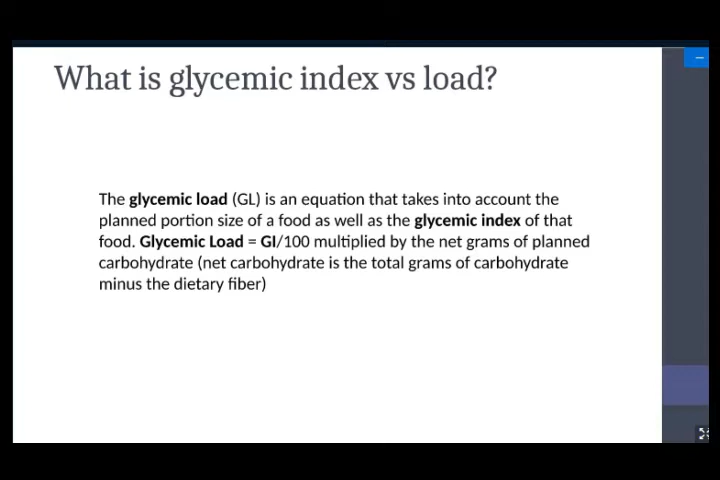 What is glycemic index vs load?
The glycemic load (GL) is an equation that takes into account the
planned portion size of a food as well as the glycemic index of that
food. Glycemic Load = GI/100 multiplied by the net grams of planned
carbohydrate (net carbohydrate is the total grams of carbohydrate
minus the dietary fiber)